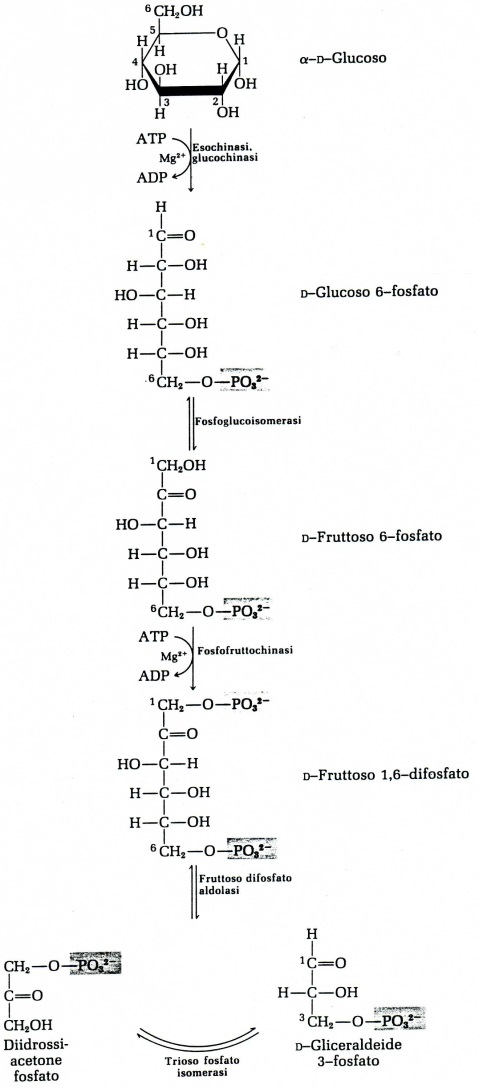 ⁶CH₂OH
5
O
H
H
H
α-D-Glucoso
4
OH
H
1
HO
OH
3
2
H
OH
ATP
Esochinasi,
Mg²⁺
glucochinasi
ADP
H
¹C=O
H—C—OH
HO—C—H
D-Glucoso 6-fosfato
H—C—OH
H—C—OH
⁶CH₂—O—PO₃²⁻
Fosfoglucoisomerasi
¹CH₂OH
C=O
HO—C—H
D-Fruttoso 6-fosfato
H—C—OH
H—C—OH
⁶CH₂—O—PO₃²⁻
ATP
Mg²⁺
Fosfofruttochinasi
ADP
¹CH₂—O—PO₃²⁻
C=O
HO—C—H
D-Fruttoso 1,6-difosfato
H—C—OH
H—C—OH
⁶CH₂—O—PO₃²⁻
Fruttoso difosfato
aldolasi
CH₂—O—PO₃²⁻
C=O
CH₂OH
Diidrossi-
acetone
fosfato
H
¹C=O
H—C—OH
³CH₂—O—PO₃²⁻
D-Gliceraldeide
3-fosfato
Trioso fosfato
isomerasi